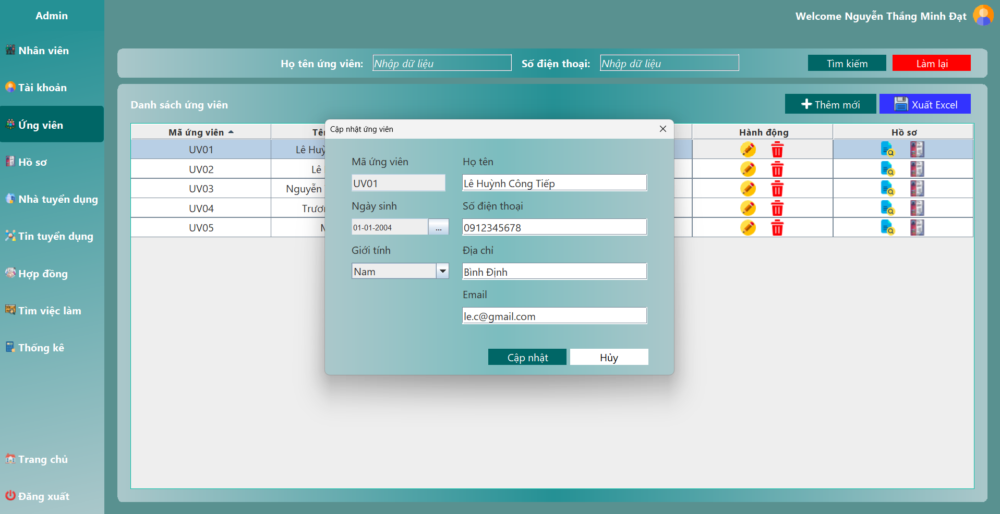 Admin
Welcome Nguyễn Thắng Minh Đạt
Nhân viên
Tài khoản
Ứng viên
Hồ sơ
Nhà tuyển dụng
Tin tuyển dụng
Hợp đồng
Tìm việc làm
Thống kê
Trang chủ
Đăng xuất
Họ tên ứng viên: Nhập dữ liệu Số điện thoại: Nhập dữ liệu Tìm kiếm Làm lại
Danh sách ứng viên Thêm mới Xuất Excel
Mã ứng viên Hành động Hồ sơ
UV01 Lê
UV02 Lê
UV03 Nguyễn
UV04
UV05
Cập nhật ứng viên
Mã ứng viên Họ tên
UV01 Lê Huỳnh Công Tiếp
Ngày sinh Số điện thoại
01-01-2004 ... 0912345678
Giới tính Địa chỉ
Nam Bình Định
Email
le.c@gmail.com
Cập nhật Hủy